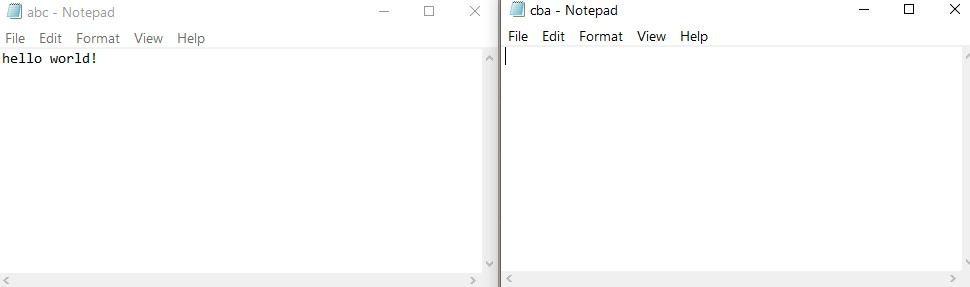 abc - Notepad
File Edit Format View Help
hello world!
cba - Notepad
File Edit Format View Help